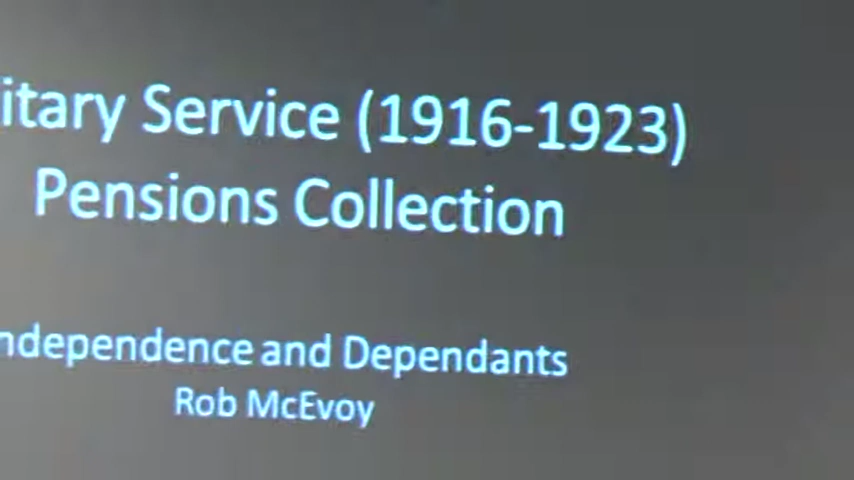 itary Service (1916-1923)
Pensions Collection
ndependence and Dependants
Rob McEvoy